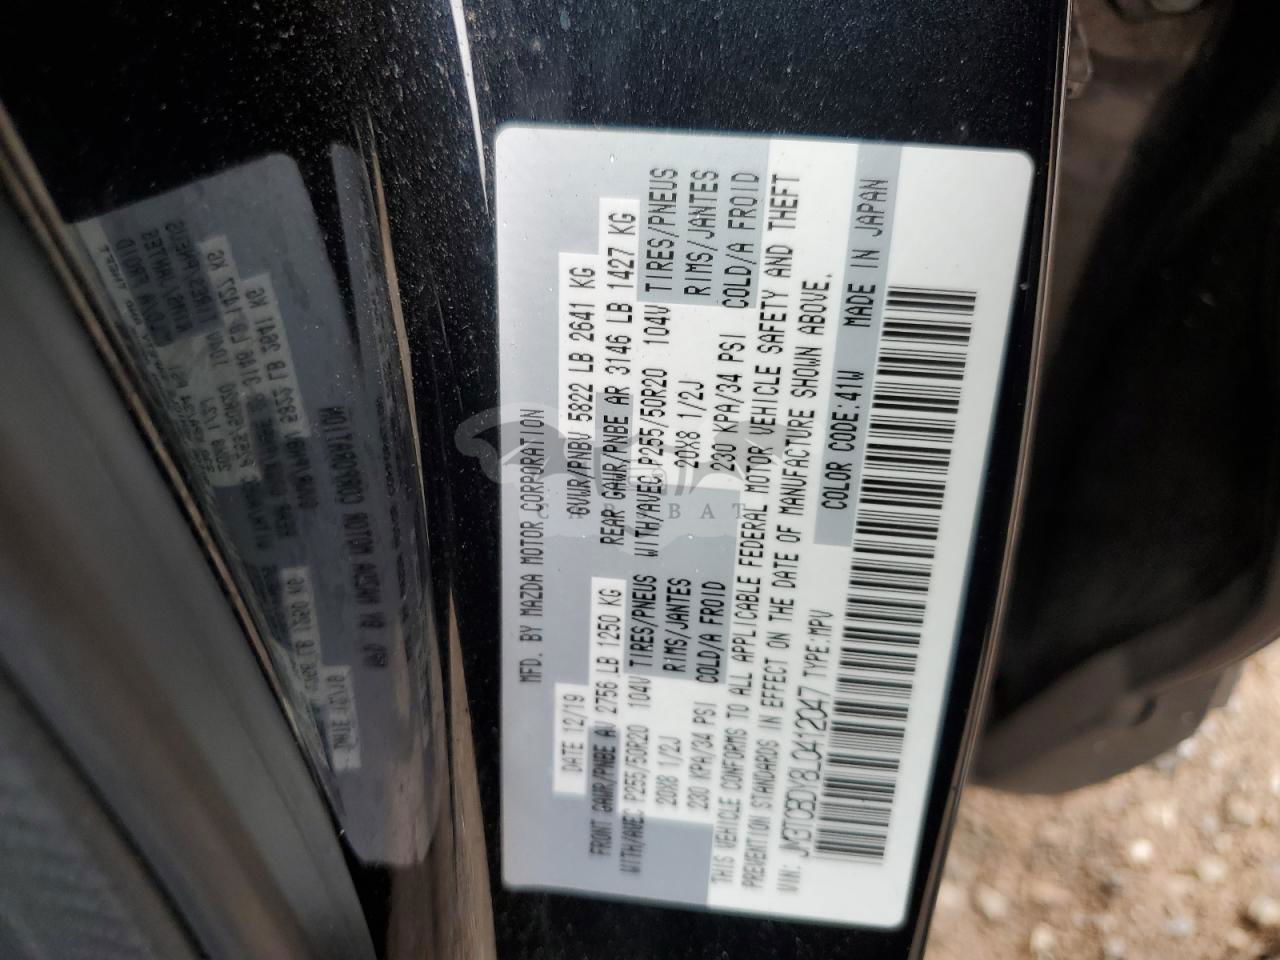 MFD. BY MAZDA MOTOR CORPORATION
DATE 12/19 GVWR/PNBV 5822 LB 2641 KG
FRONT GAWR/PNBE AV 2756 LB 1250 KG REAR GAWR/PNBE AR 3146 LB 1427 KG
WITH/AVEC P255/50R20 104V TIRES/PNEUS WITH/AVEC P255/50R20 104V TIRES/PNEUS
20X8 1/2J RIMS/JANTES 20X8 1/2J RIMS/JANTES
230 KPA/34 PSI COLD/A FROID 230 KPA/34 PSI COLD/A FROID
THIS VEHICLE CONFORMS TO ALL APPLICABLE FEDERAL MOTOR VEHICLE SAFETY AND THEFT
PREVENTION STANDARDS IN EFFECT ON THE DATE OF MANUFACTURE SHOWN ABOVE.
VIN: JM3TCBDY8L0412047 TYPE:MPV COLOR CODE:41W MADE IN JAPAN
CAR BAT